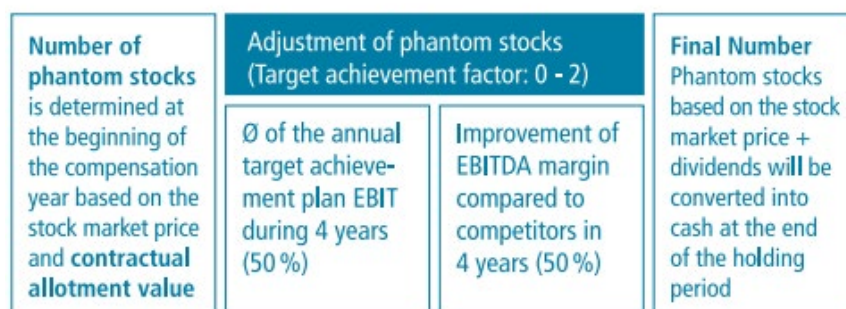 Number of
phantom stocks
is determined at
the beginning of
the compensation
year based on the
stock market price
and contractual
allotment value
Adjustment of phantom stocks
(Target achievement factor: 0 - 2)
Ø of the annual
target achieve-
ment plan EBIT
during 4 years
(50 %)
Improvement of
EBITDA margin
compared to
competitors in
4 years (50 %)
Final Number
Phantom stocks
based on the stock
market price +
dividends will be
converted into
cash at the end
of the holding
period